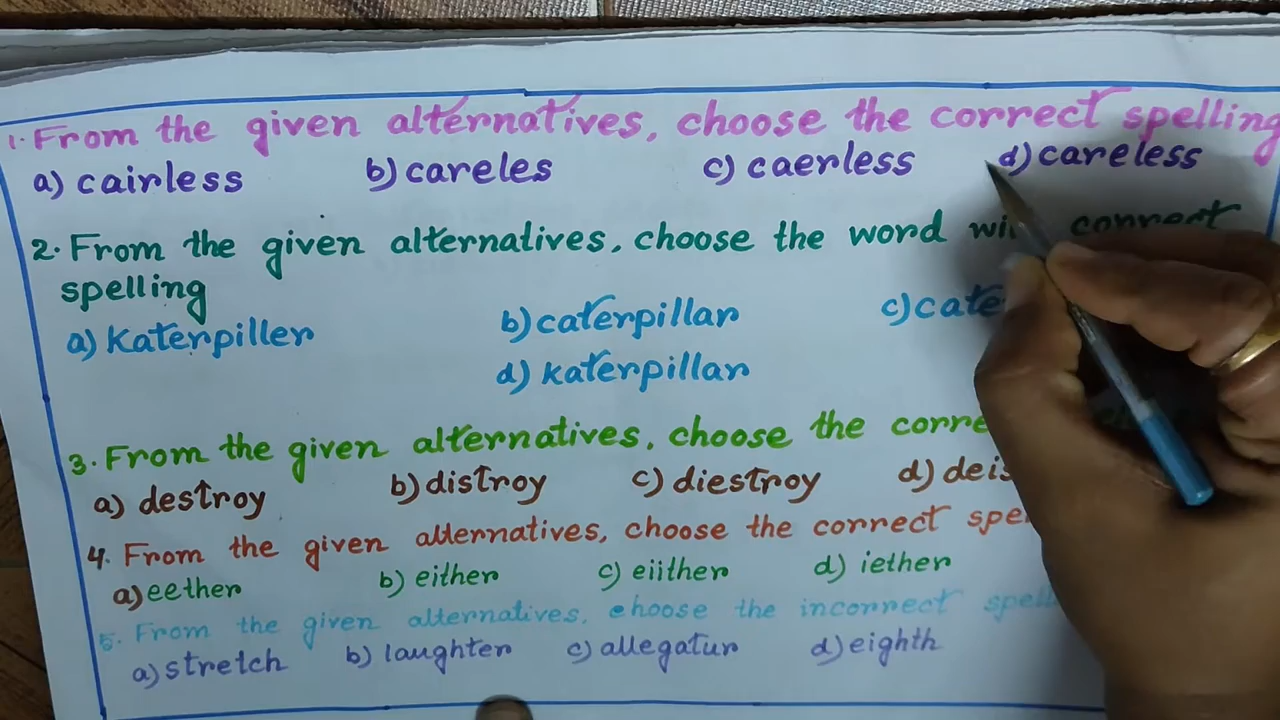 1. From the given alternatives, choose the correct spelling
a) cairless b) careles c) caerless d) careless
2. From the given alternatives, choose the word with correct
spelling
a) Katerpiller b) caterpillar c) cate
d) katerpillar
3. From the given alternatives, choose the corre
a) destroy b) distroy c) diestroy d) deis
4. From the given alternatives, choose the correct spe
a) eether b) either c) eiither d) iether
5. From the given alternatives, choose the incorrect spell
a) stretch b) laughter c) allegatur d) eighth